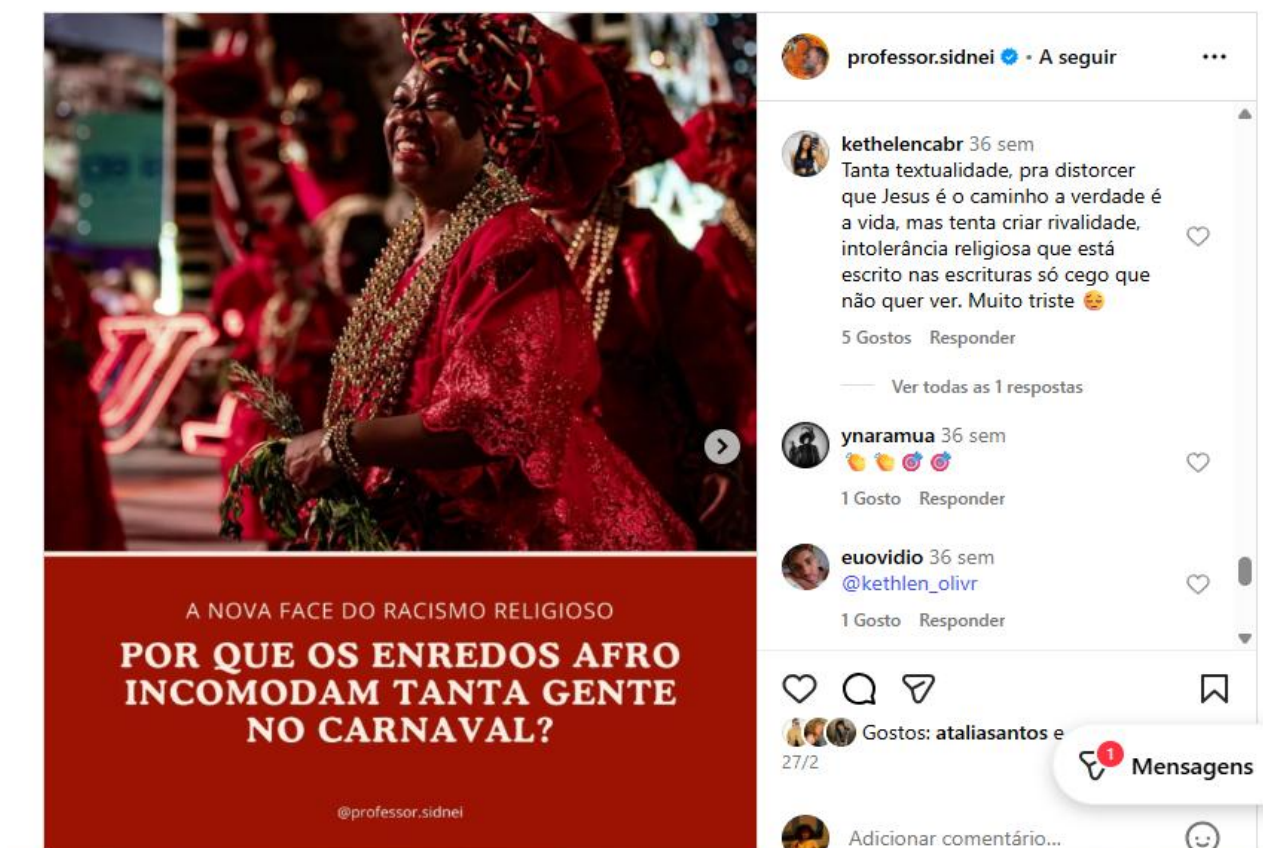 professor.sidnei • A seguir
kethelencabr 36 sem
Tanta textualidade, pra distorcer
que Jesus é o caminho a verdade é
a vida, mas tenta criar rivalidade,
intolerância religiosa que está
escrito nas escrituras só cego que
não quer ver. Muito triste 😔
5 Gostos Responder
Ver todas as 1 respostas
ynaramua 36 sem
👏👏🎯🎯
1 Gosto Responder
euovidio 36 sem
@kethlen_olivr
1 Gosto Responder
A NOVA FACE DO RACISMO RELIGIOSO
POR QUE OS ENREDOS AFRO
INCOMODAM TANTA GENTE
NO CARNAVAL?
@professor.sidnei
Gostos: ataliasantos e
27/2
1
Mensagens
Adicionar comentário...